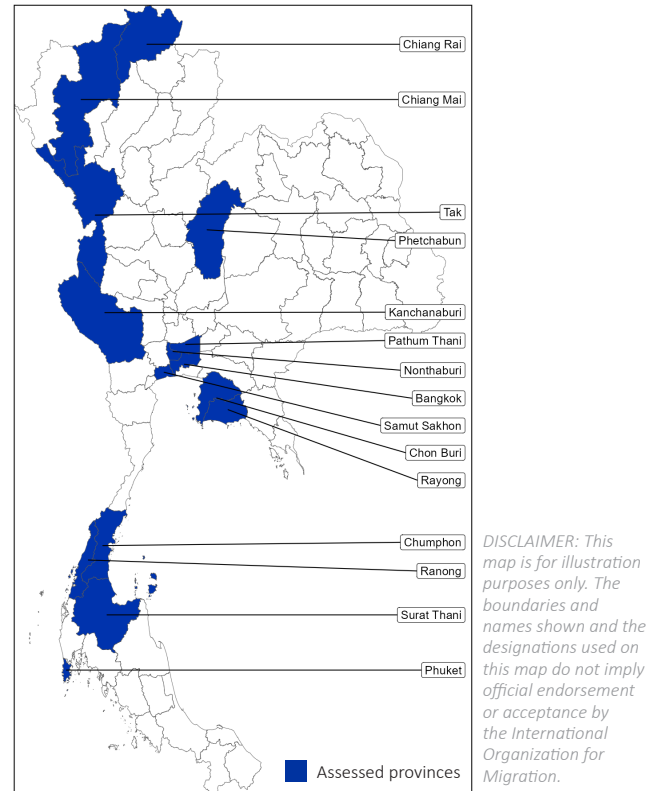 Chiang Rai
Chiang Mai
Tak
Phetchabun
Kanchanaburi
Pathum Thani
Nonthaburi
Bangkok
Samut Sakhon
Chon Buri
Rayong
Chumphon
Ranong
Surat Thani
Phuket
Assessed provinces
DISCLAIMER: This
map is for illustration
purposes only. The
boundaries and
names shown and the
designations used on
this map do not imply
official endorsement
or acceptance by
the International
Organization for
Migration.